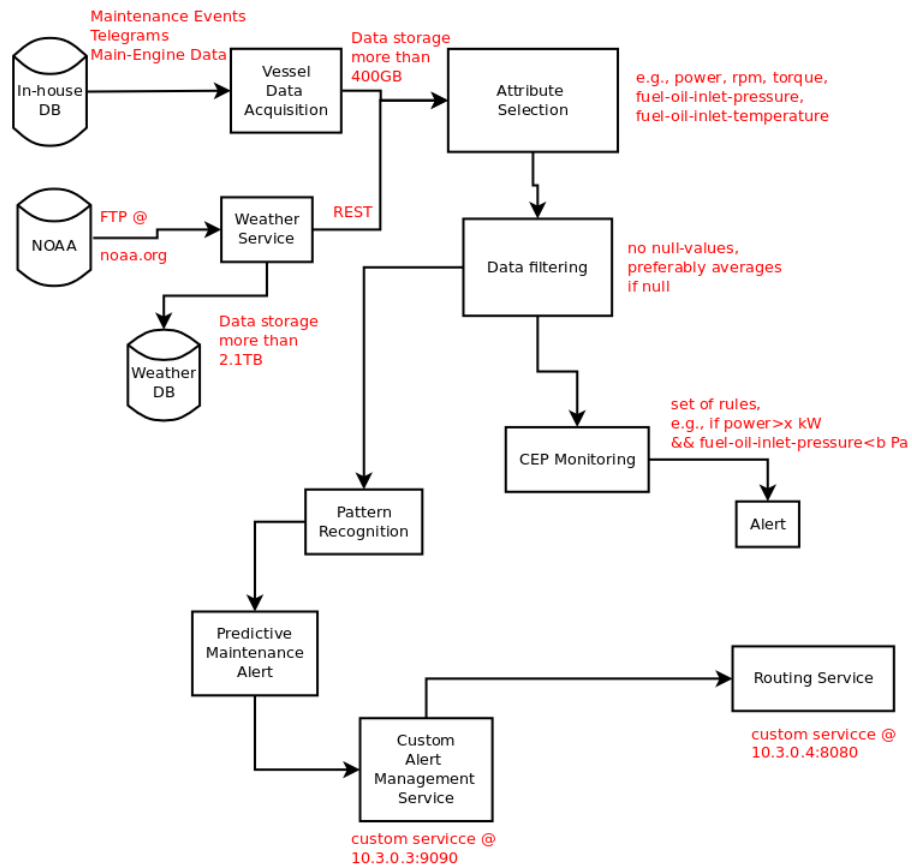 Maintenance Events
Telegrams
Main-Engine Data
In-house
DB
Vessel
Data
Acquisition
Data storage
more than
400GB
Attribute
Selection
e.g., power, rpm, torque,
fuel-oil-inlet-pressure,
fuel-oil-inlet-temperature
NOAA
FTP @
noaa.org
Weather
Service
REST
Data filtering
no null-values,
preferably averages
if null
Weather
DB
Data storage
more than
2.1TB
set of rules,
e.g., if power>x kW
&& fuel-oil-inlet-pressure<b Pa
CEP Monitoring
Alert
Pattern
Recognition
Predictive
Maintenance
Alert
Custom
Alert
Management
Service
custom servicce @
10.3.0.3:9090
Routing Service
custom servicce @
10.3.0.4:8080